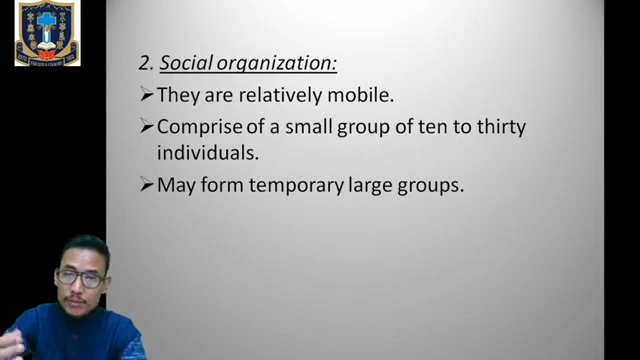 2. Social organization:
➢They are relatively mobile.
➢Comprise of a small group of ten to thirty
individuals.
➢May form temporary large groups.